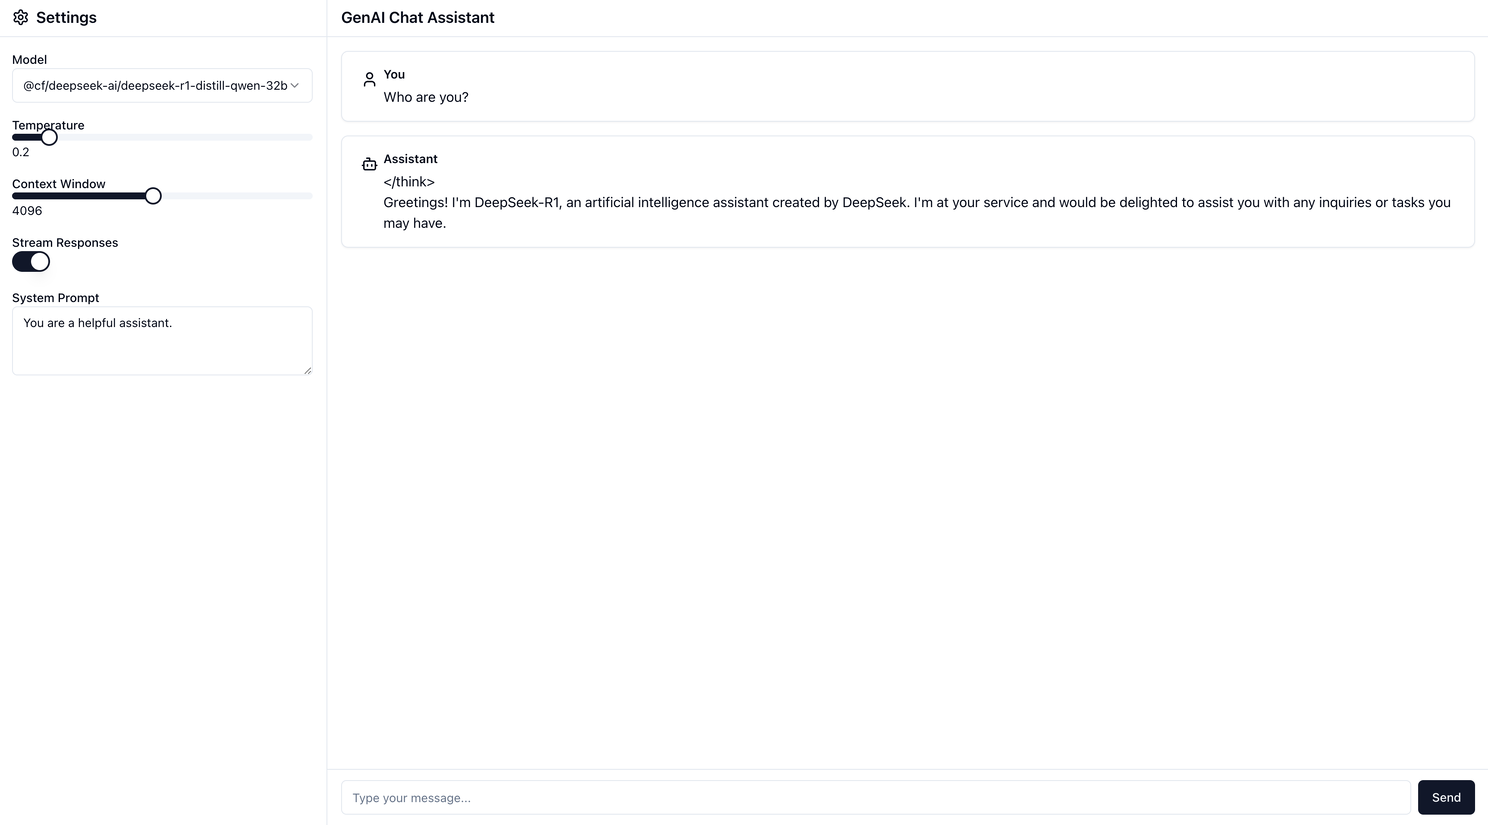 Settings
Model
@cf/deepseek-ai/deepseek-r1-distill-qwen-32b
Temperature
0.2
Context Window
4096
Stream Responses
System Prompt
You are a helpful assistant.
GenAI Chat Assistant
You
Who are you?
Assistant
</think>
Greetings! I'm DeepSeek-R1, an artificial intelligence assistant created by DeepSeek. I'm at your service and would be delighted to assist you with any inquiries or tasks you
may have.
Type your message...
Send